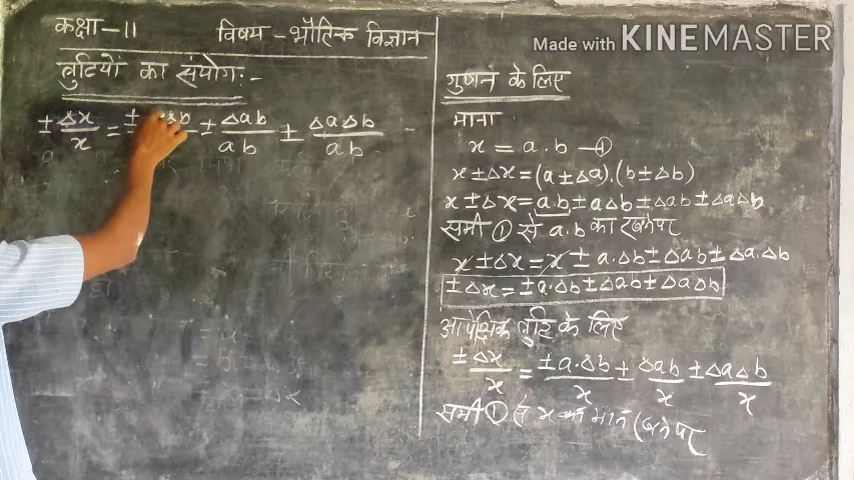 कक्षा-11 विषय - भौतिक विज्ञान
त्रुटियों का संयोग:-
± Δx/x = ± ± Δab/ab ± ΔaΔb/ab -
Made with KINEMASTER
गुणन के लिए
माना
x = a.b —①
x±Δx=(a±Δa).(b±Δb)
x±Δx=a.b±aΔb±Δab±ΔaΔb
समी ① से a.b का रखने पर
x±Δx=x±a.Δb±Δab±Δa.Δb
±Δx=±a.Δb±Δab±ΔaΔb
आपेक्षिक त्रुटि के लिए
±Δx/x = ±a.Δb/x ± Δab/x ± ΔaΔb/x
समी ① से x का मान रखने पर